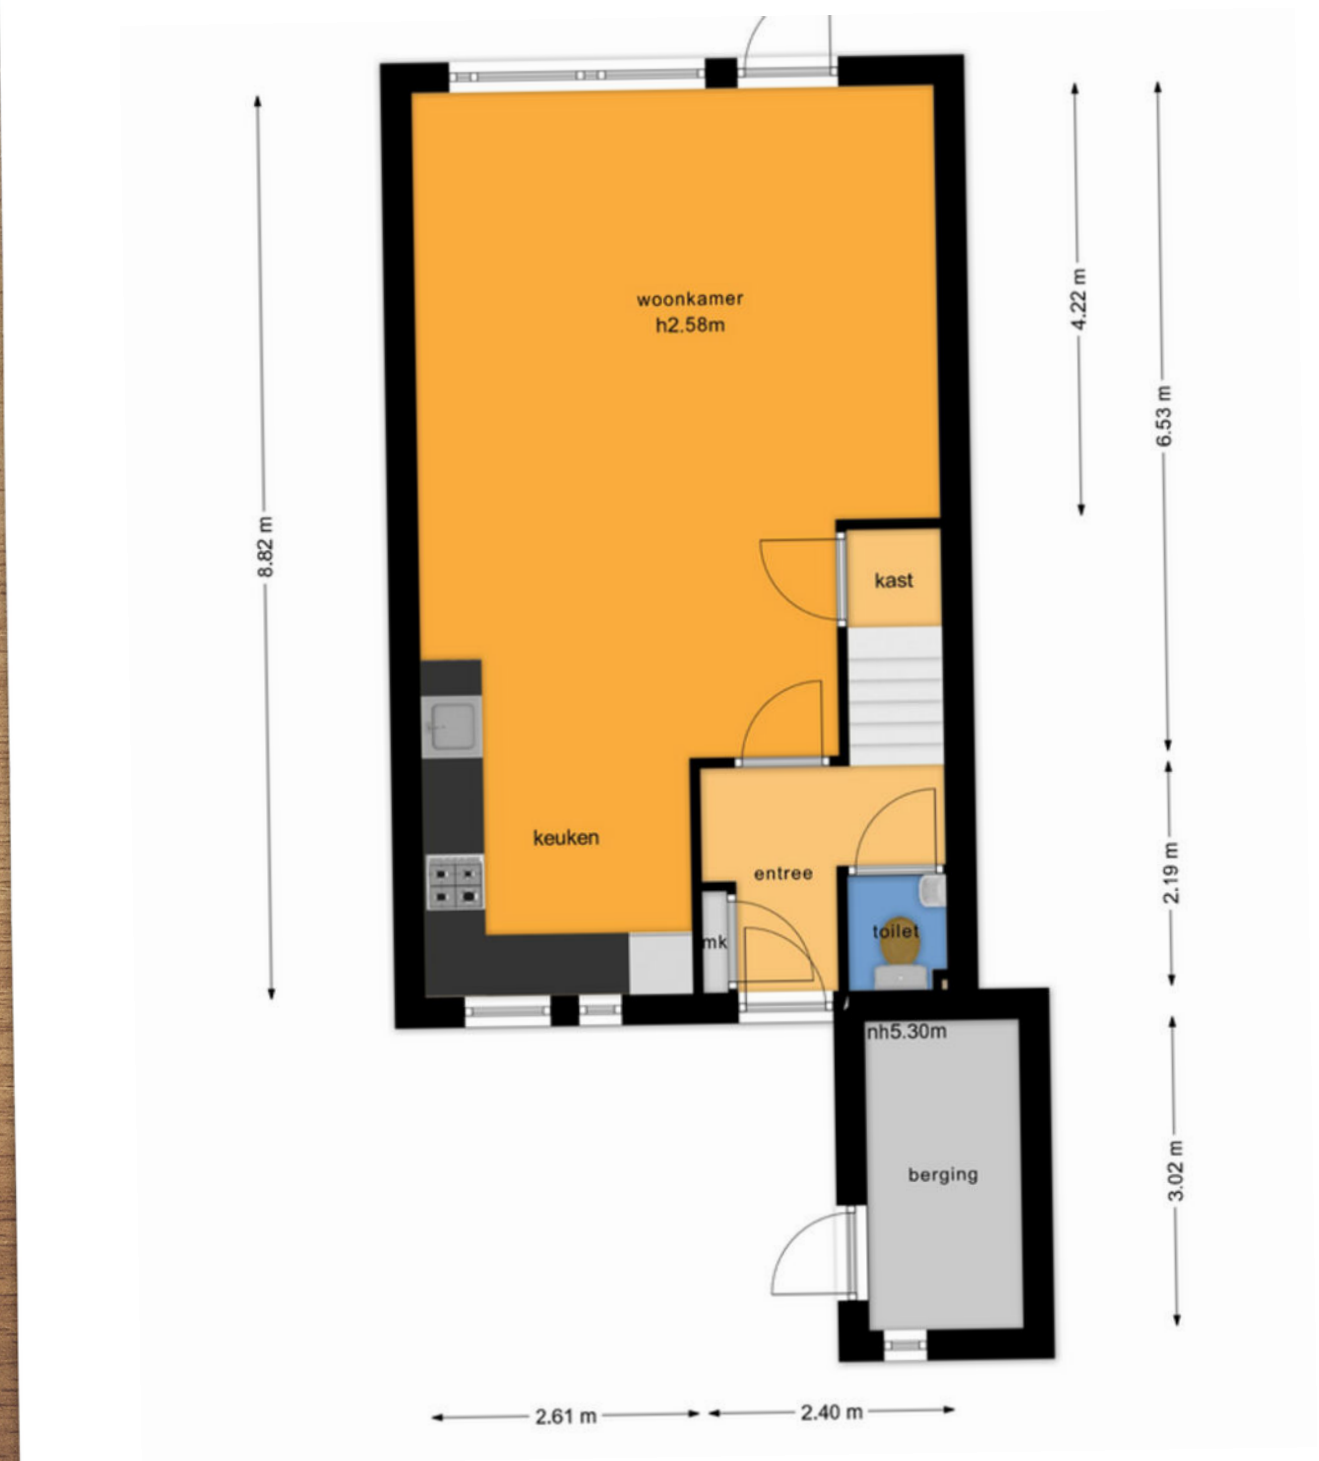 woonkamer
h2.58m
4.22 m
6.53 m
8.82 m
kast
keuken
entree
2.19 m
toilet
mk
nh5.30m
berging
3.02 m
2.61 m
2.40 m